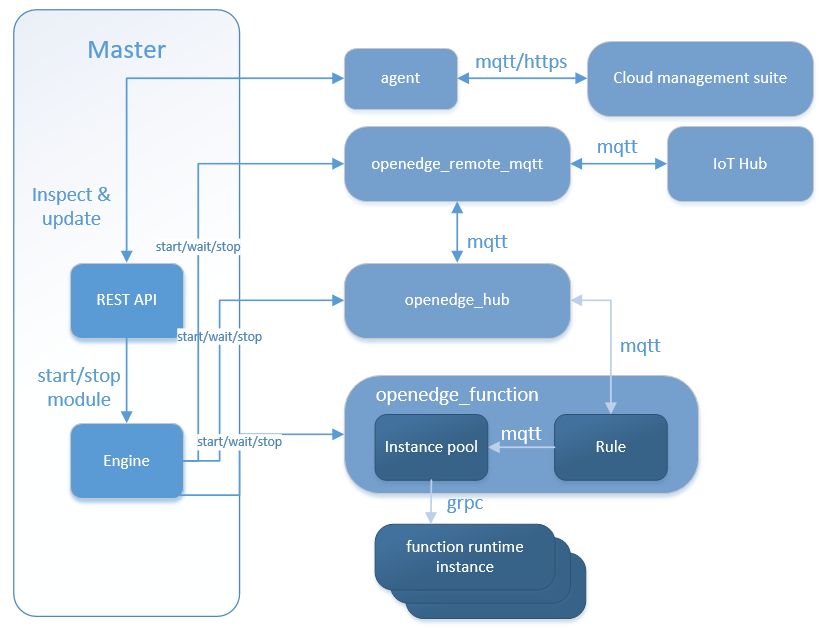 Master
agent
mqtt/https
Cloud management suite
openedge_remote_mqtt
mqtt
IoT Hub
Inspect &
update
start/wait/stop
mqtt
REST API
openedge_hub
start/wait/stop
mqtt
start/stop
module
openedge_function
start/wait/stop
Instance pool
mqtt
Rule
Engine
grpc
function runtime
instance